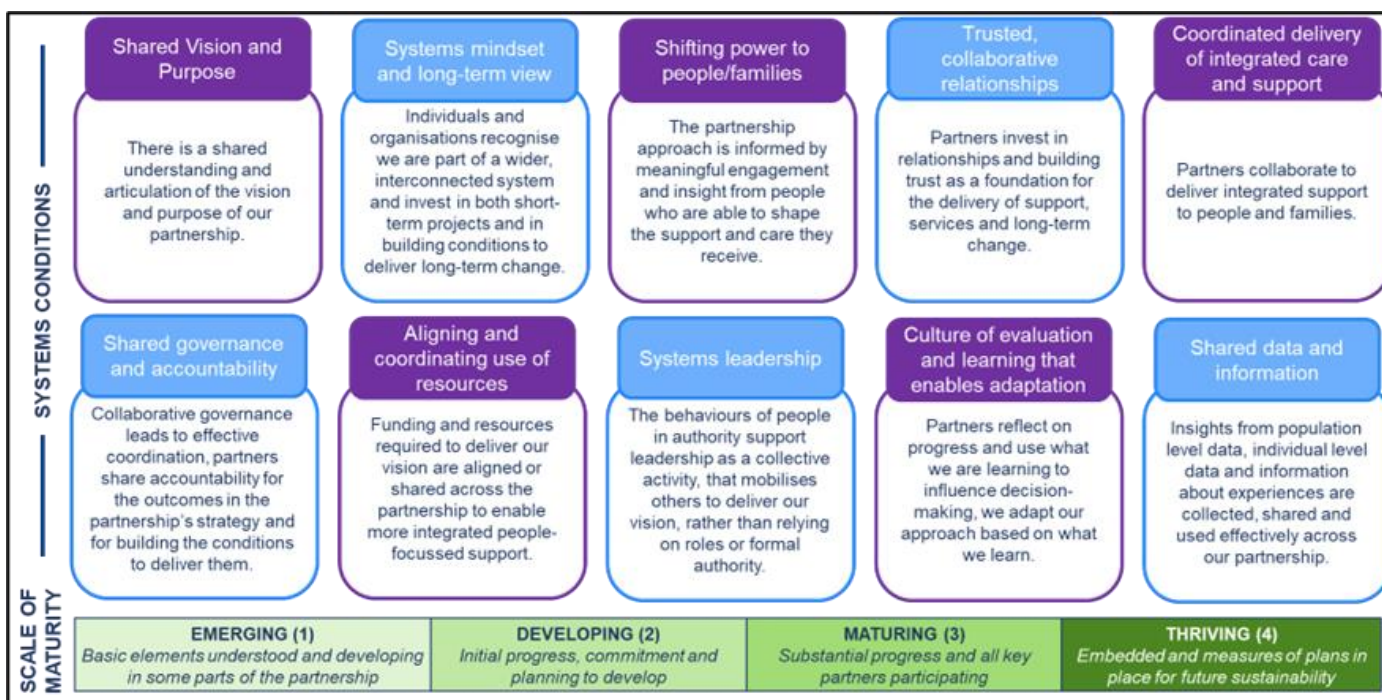 SYSTEMS CONDITIONS
Shared Vision and
Purpose
There is a shared
understanding and
articulation of the vision
and purpose of our
partnership.
Systems mindset
and long-term view
Individuals and
organisations recognise
we are part of a wider,
interconnected system
and invest in both short-
term projects and in
building conditions to
deliver long-term change.
Shifting power to
people/families
The partnership
approach is informed by
meaningful engagement
and insight from people
who are able to shape
the support and care they
receive.
Trusted,
collaborative
relationships
Partners invest in
relationships and building
trust as a foundation for
the delivery of support,
services and long-term
change.
Coordinated delivery
of integrated care
and support
Partners collaborate to
deliver integrated support
to people and families.
Shared governance
and accountability
Collaborative governance
leads to effective
coordination, partners
share accountability for
the outcomes in the
partnership's strategy and
for building the conditions
to deliver them.
Aligning and
coordinating use of
resources
Funding and resources
required to deliver our
vision are aligned or
shared across the
partnership to enable
more integrated people-
focussed support.
Systems leadership
The behaviours of people
in authority support
leadership as a collective
activity, that mobilises
others to deliver our
vision, rather than relying
on roles or formal
authority.
Culture of evaluation
and learning that
enables adaptation
Partners reflect on
progress and use what
we are learning to
influence decision-
making, we adapt our
approach based on what
we learn.
Shared data and
information
Insights from population
level data, individual level
data and information
about experiences are
collected, shared and
used effectively across
our partnership.
SCALE OF
MATURITY
EMERGING (1)
Basic elements understood and developing
in some parts of the partnership
DEVELOPING (2)
Initial progress, commitment and
planning to develop
MATURING (3)
Substantial progress and all key
partners participating
THRIVING (4)
Embedded and measures of plans in
place for future sustainability